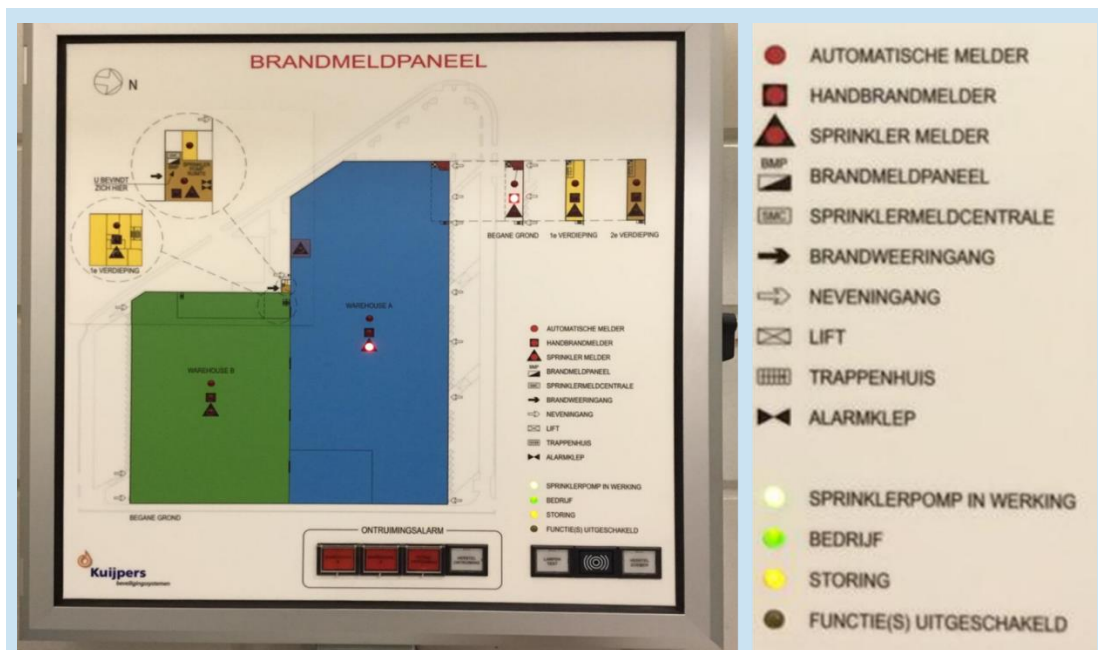 BRANDMELDPANEEL
N
U BEVINDT
ZICH HIER
1e VERDIEPING
BEGANE GROND
1e VERDIEPING
2e VERDIEPING
WAREHOUSE A
WAREHOUSE B
AUTOMATISCHE MELDER
HANDBRANDMELDER
SPRINKLER MELDER
BMP
BRANDMELDPANEEL
SMC
SPRINKLERMELDCENTRALE
BRANDWEERINGANG
NEVENINGANG
LIFT
TRAPPENHUIS
ALARMKLEP
SPRINKLERPOMP IN WERKING
BEDRIJF
STORING
FUNCTIE(S) UITGESCHAKELD
BEGANE GROND
ONTRUIMINGSALARM
Kuijpers
beveiligingssystemen
AUTOMATISCHE MELDER
HANDBRANDMELDER
SPRINKLER MELDER
BMP
BRANDMELDPANEEL
SMC
SPRINKLERMELDCENTRALE
BRANDWEERINGANG
NEVENINGANG
LIFT
TRAPPENHUIS
ALARMKLEP
SPRINKLERPOMP IN WERKING
BEDRIJF
STORING
FUNCTIE(S) UITGESCHAKELD